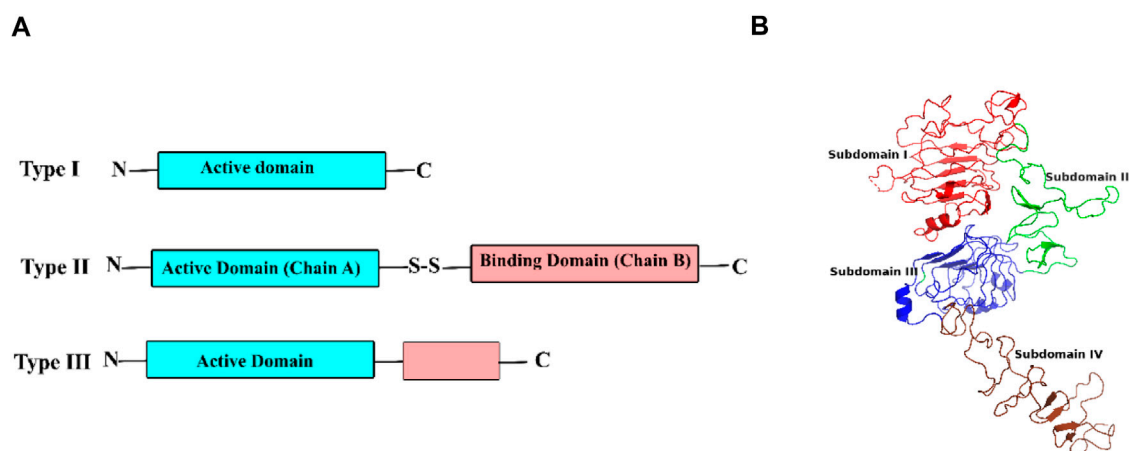 A
B
Type I N Active domain C
Type II N Active Domain (Chain A) S-S Binding Domain (Chain B) C
Type III N Active Domain C
Subdomain I
Subdomain II
Subdomain III
Subdomain IV